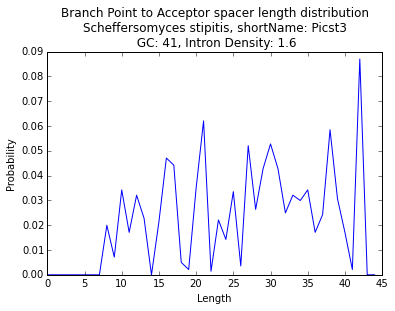 Branch Point to Acceptor spacer length distribution
Scheffersomyces stipitis, shortName: Picst3
GC: 41, Intron Density: 1.6
0.09
0.08
0.07
0.06
0.05
0.04
0.03
0.02
0.01
0.00
Probability
0 5 10 15 20 25 30 35 40 45
Length